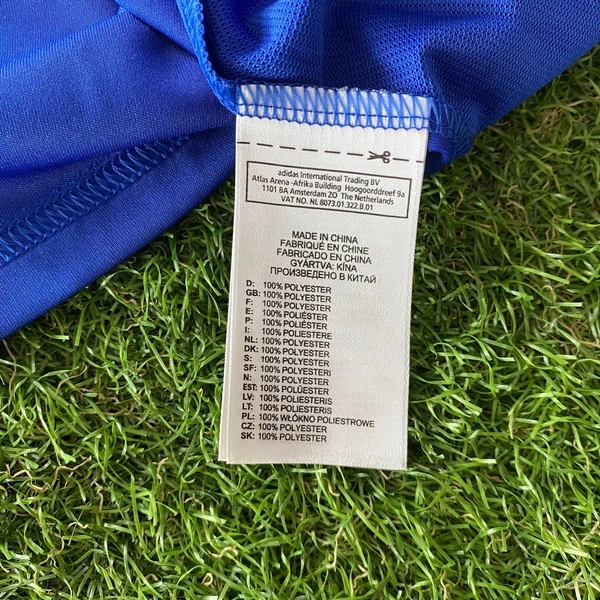 adidas International Trading BV
Atlas Arena -Afrika Building Hoogoorddreef 9a
1101 BA Amsterdam ZO The Netherlands
VAT NO. NL 8073.01.322.B.01
MADE IN CHINA
FABRIQUÉ EN CHINE
FABRICADO EN CHINA
GYÁRTVA: KÍNA
ПРОИЗВЕДЕНО В КИТАЙ
D: 100% POLYESTER
GB: 100% POLYESTER
F: 100% POLYESTER
E: 100% POLIÉSTER
P: 100% POLIÉSTER
I: 100% POLIESTERE
NL: 100% POLYESTER
DK: 100% POLYESTER
S: 100% POLYESTER
SF: 100% POLYESTERI
N: 100% POLYESTER
EST: 100% POLÜESTER
LV: 100% POLIESTERIS
LT: 100% POLIESTERIS
PL: 100% WŁÓKNO POLIESTROWE
CZ: 100% POLYESTER
SK: 100% POLYESTER